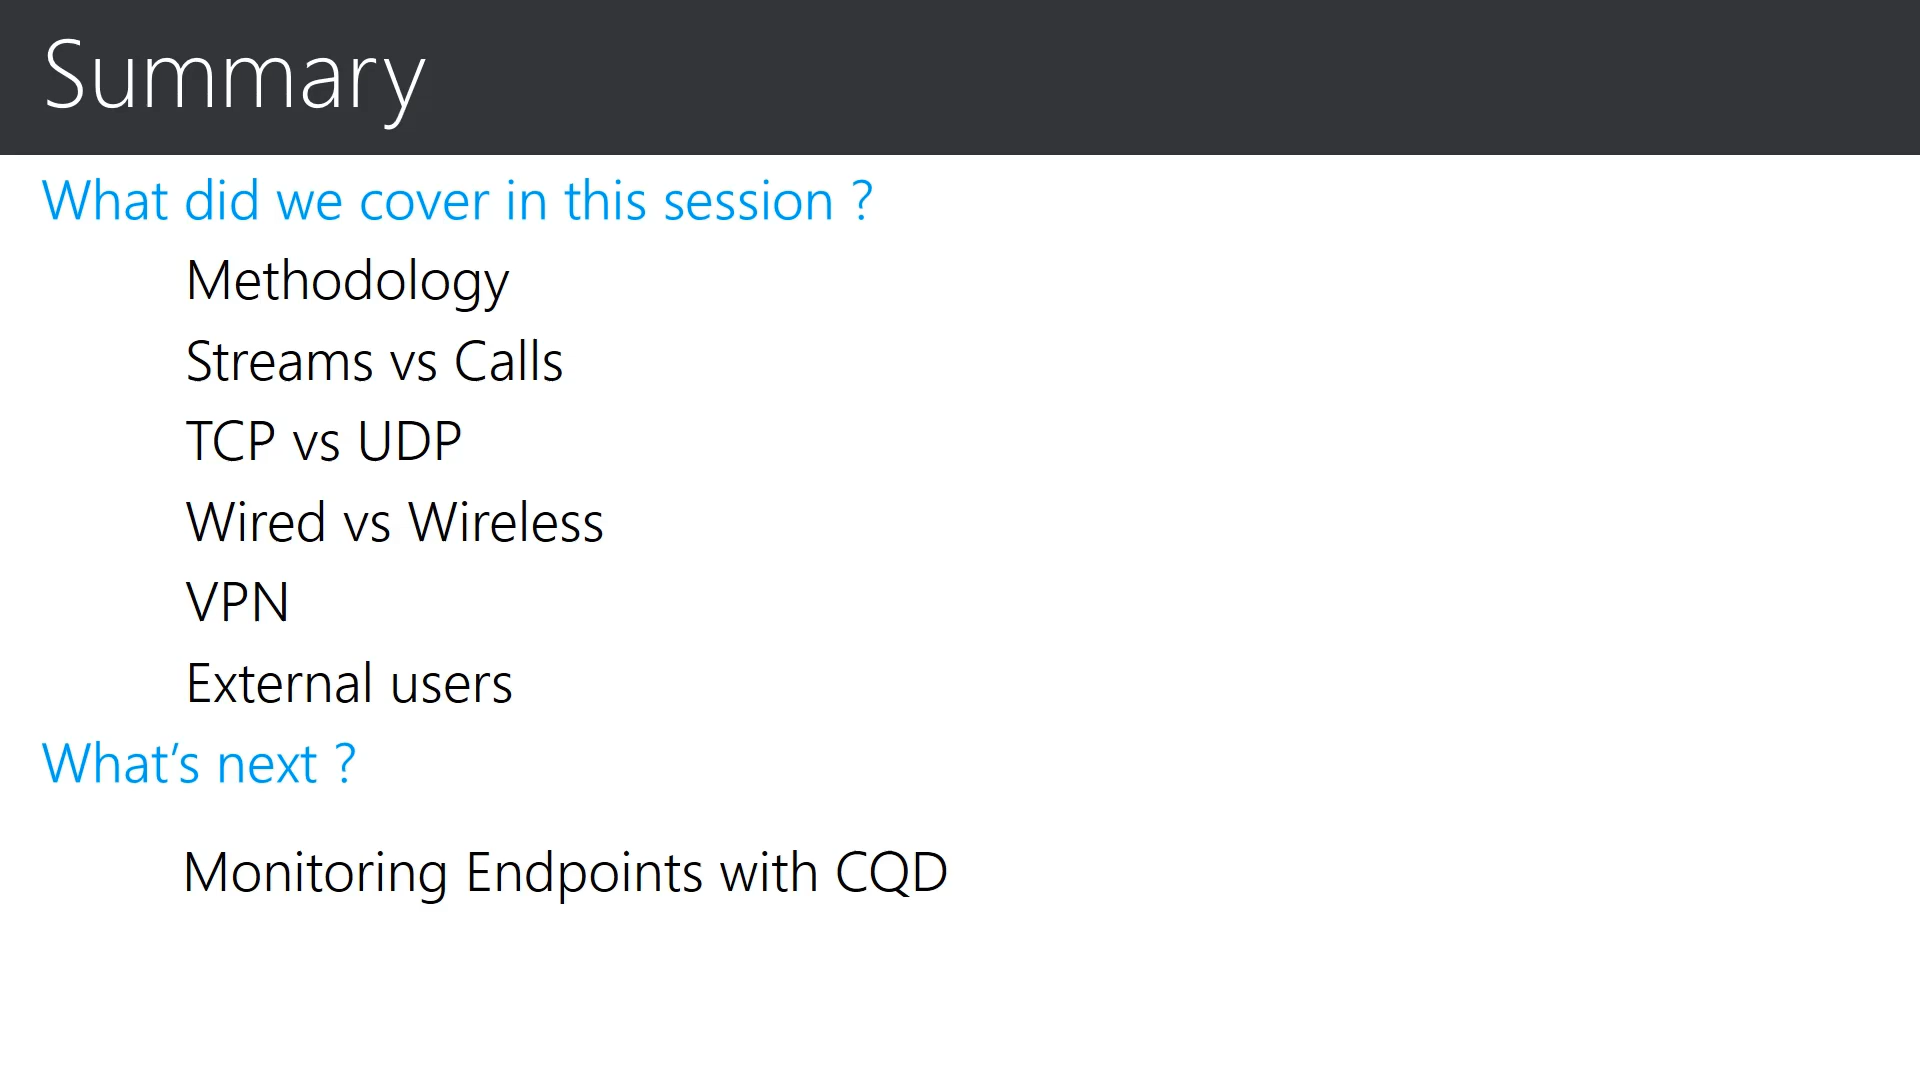 Summary
What did we cover in this session ?
Methodology
Streams vs Calls
TCP vs UDP
Wired vs Wireless
VPN
External users
What’s next ?
Monitoring Endpoints with CQD